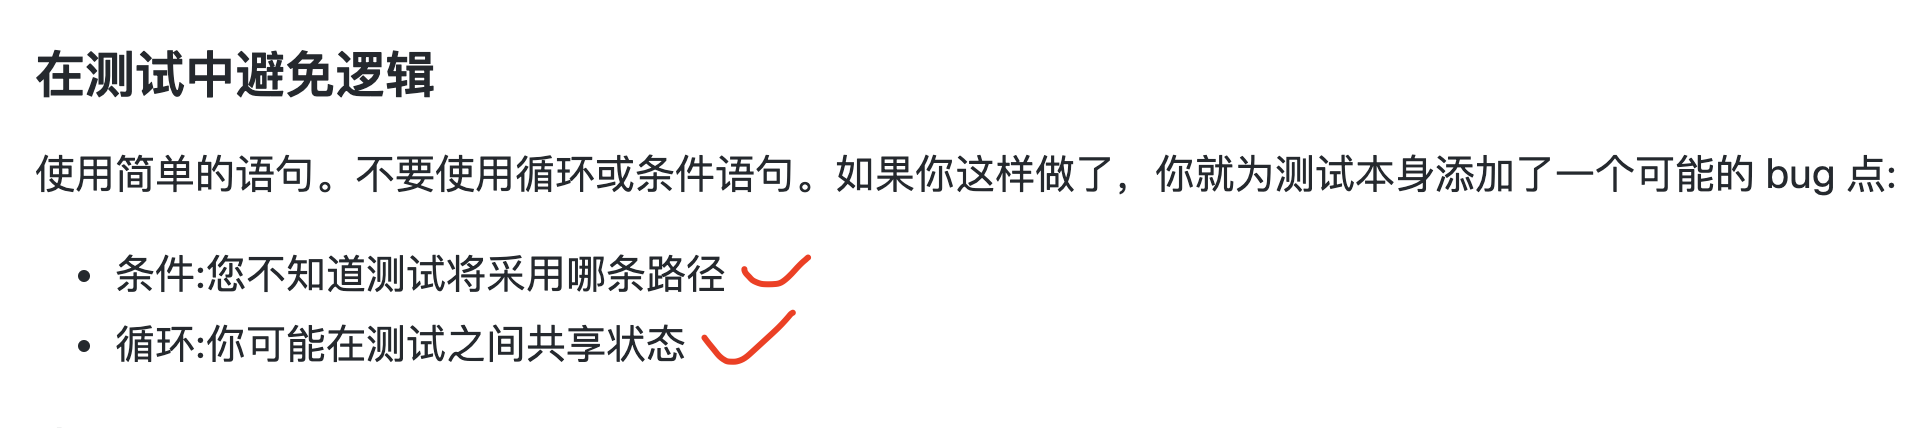 在测试中避免逻辑
使用简单的语句。不要使用循环或条件语句。如果你这样做了，你就为测试本身添加了一个可能的 bug 点:
• 条件:您不知道测试将采用哪条路径
• 循环:你可能在测试之间共享状态